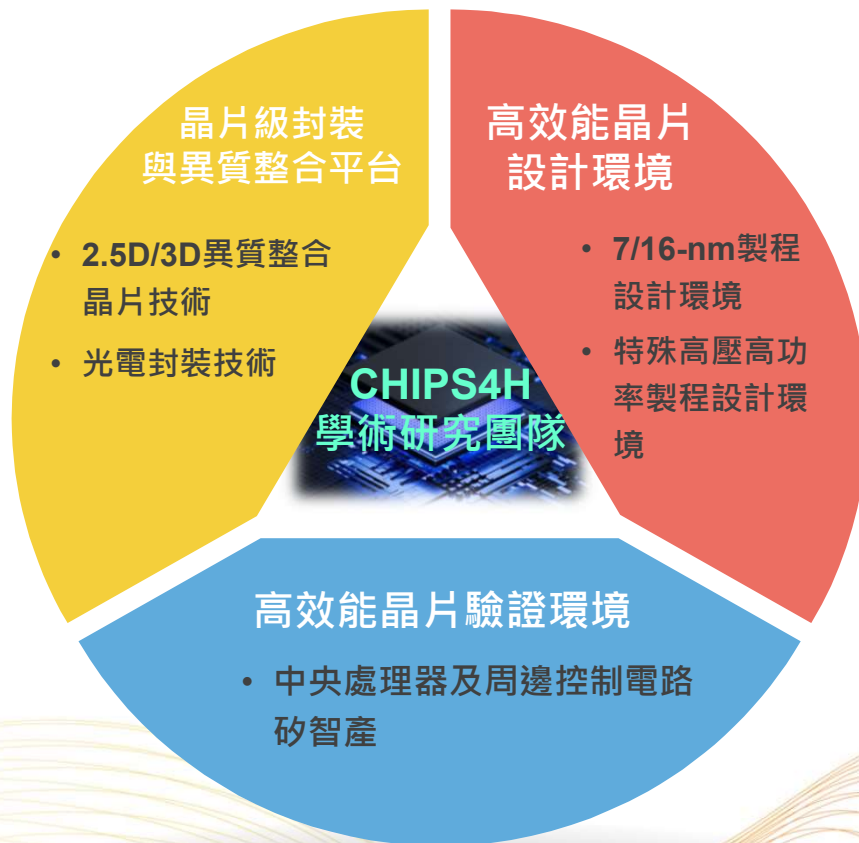 晶片級封裝
與異質整合平台
• 2.5D/3D異質整合
晶片技術
• 光電封裝技術
高效能晶片
設計環境
• 7/16-nm製程
設計環境
• 特殊高壓高功
率製程設計環
境
CHIPS4H
學術研究團隊
高效能晶片驗證環境
• 中央處理器及周邊控制電路
矽智產